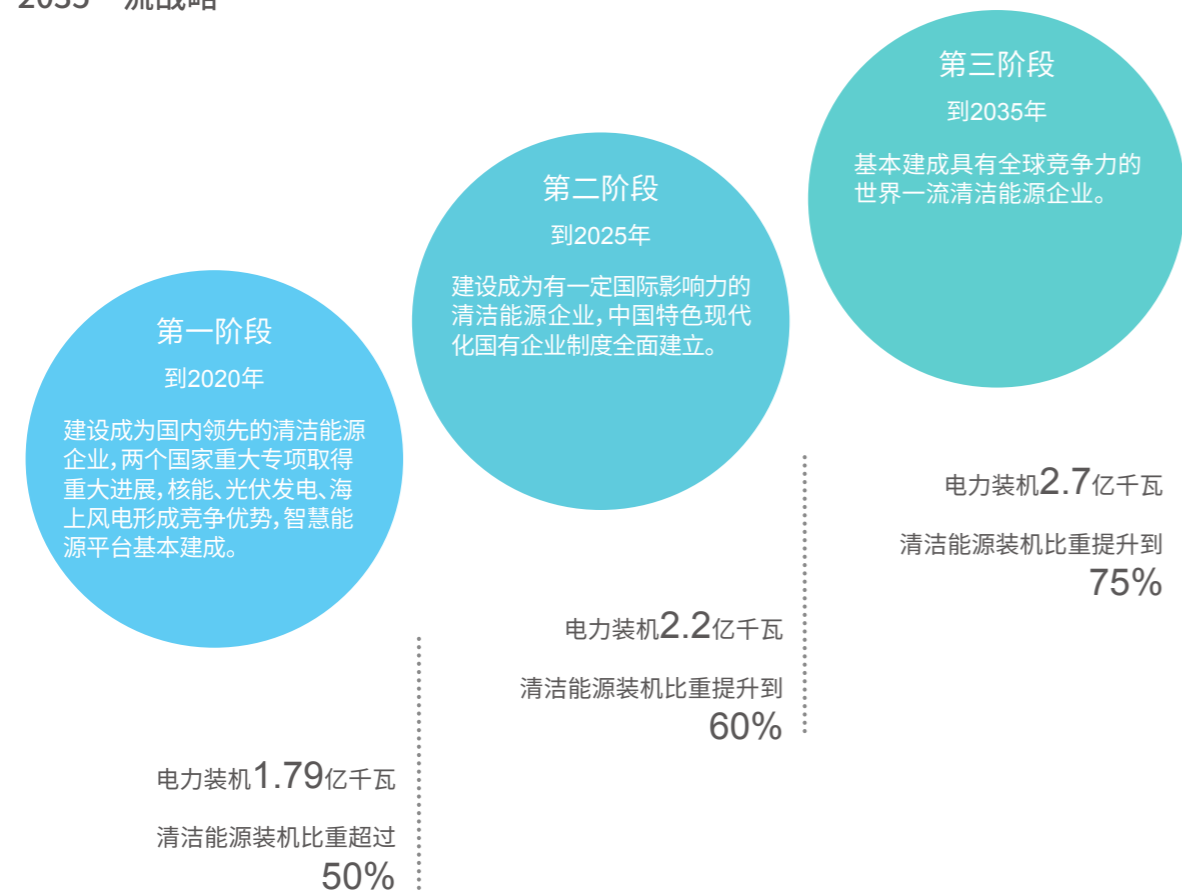 第一阶段
到2020年
建设成为国内领先的清洁能源
企业,两个国家重大专项取得
重大进展,核能、光伏发电、海
上风电形成竞争优势,智慧能
源平台基本建成。
电力装机1.79亿千瓦
清洁能源装机比重超过
50%
第二阶段
到2025年
建设成为有一定国际影响力的
清洁能源企业,中国特色现代
化国有企业制度全面建立。
电力装机2.2亿千瓦
清洁能源装机比重提升到
60%
第三阶段
到2035年
基本建成具有全球竞争力的
世界一流清洁能源企业。
电力装机2.7亿千瓦
清洁能源装机比重提升到
75%